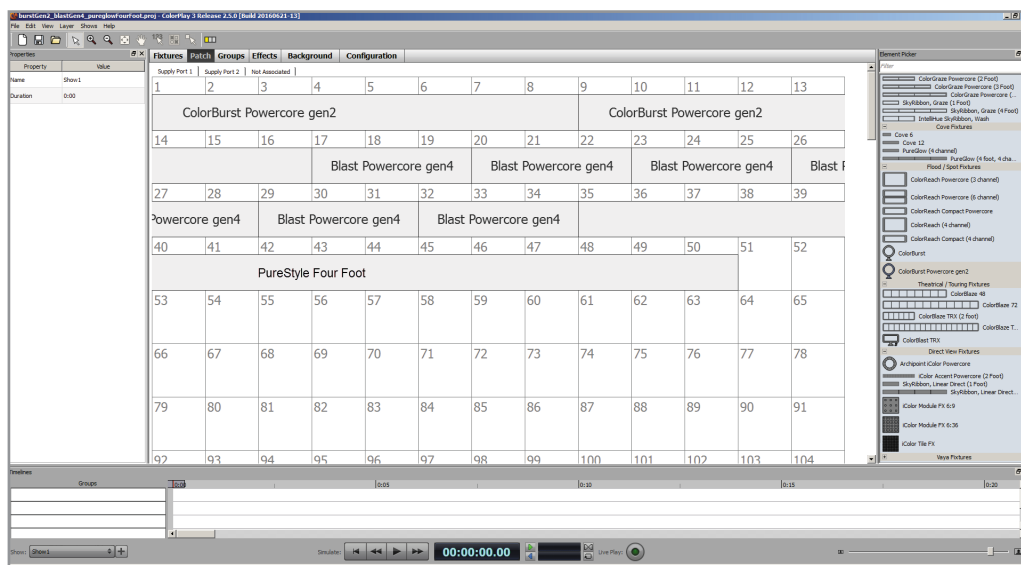 burstGen2_blastGen4_pureglowFourFoot.proj - ColorPlay 3 Release 2.5.0 [Build 20160621-13]
File Edit View Layer Shows Help
Properties
Property Value
Name Show1
Duration 0:00
Fixtures Patch Groups Effects Background Configuration
Supply Port 1 Supply Port 2 Not Associated
1 2 3 4 5 6 7 8 9 10 11 12 13
ColorBurst Powercore gen2 ColorBurst Powercore gen2
14 15 16 17 18 19 20 21 22 23 24 25 26
Blast Powercore gen4 Blast Powercore gen4 Blast Powercore gen4 Blast P
27 28 29 30 31 32 33 34 35 36 37 38 39
Powercore gen4 Blast Powercore gen4 Blast Powercore gen4
40 41 42 43 44 45 46 47 48 49 50 51 52
PureStyle Four Foot
53 54 55 56 57 58 59 60 61 62 63 64 65
66 67 68 69 70 71 72 73 74 75 76 77 78
79 80 81 82 83 84 85 86 87 88 89 90 91
92 93 94 95 96 97 98 99 100 101 102 103 104
Element Picker
Filter
ColorGraze Powercore (2 Foot)
ColorGraze Powercore (3 Foot)
ColorGraze Powercore (...
SkyRibbon, Graze (1 Foot)
SkyRibbon, Graze (4 Foot)
IntelliHue SkyRibbon, Wash
Cove Fixtures
Cove 6
Cove 12
PureGlow (4 channel)
PureGlow (4 foot, 4 cha...
Flood / Spot Fixtures
ColorReach Powercore (3 channel)
ColorReach Powercore (6 channel)
ColorReach Compact Powercore
ColorReach (4 channel)
ColorReach Compact (4 channel)
ColorBurst
ColorBurst Powercore gen2
Theatrical / Touring Fixtures
ColorBlaze 48
ColorBlaze 72
ColorBlaze TRX (2 foot)
ColorBlaze T...
ColorBlast TRX
Direct View Fixtures
Archipoint iColor Powercore
iColor Accent Powercore (2 Foot)
SkyRibbon, Linear Direct (1 Foot)
SkyRibbon, Linear Direct...
iColor Module FX 6:9
iColor Module FX 6:36
iColor Tile FX
Vaya Fixtures
Timelines
Groups 0:00 0:05 0:10 0:15 0:20
Show: Show1 Simulate: 00:00:00.00 Live Play: